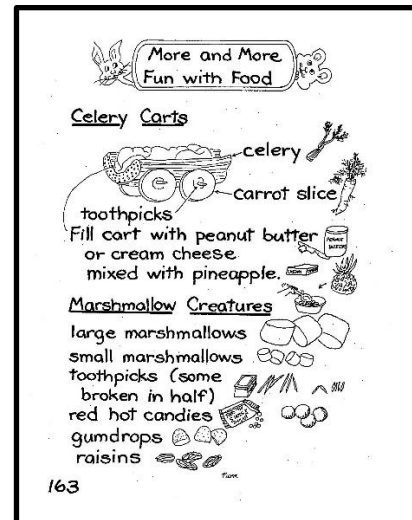 More and More
Fun with Food
Celery Carts
celery
carrot slice
toothpicks
Fill cart with peanut butter
or cream cheese
mixed with pineapple.
Marshmallow Creatures
large marshmallows
small marshmallows
toothpicks (some
broken in half)
red hot candies
gumdrops
raisins
163